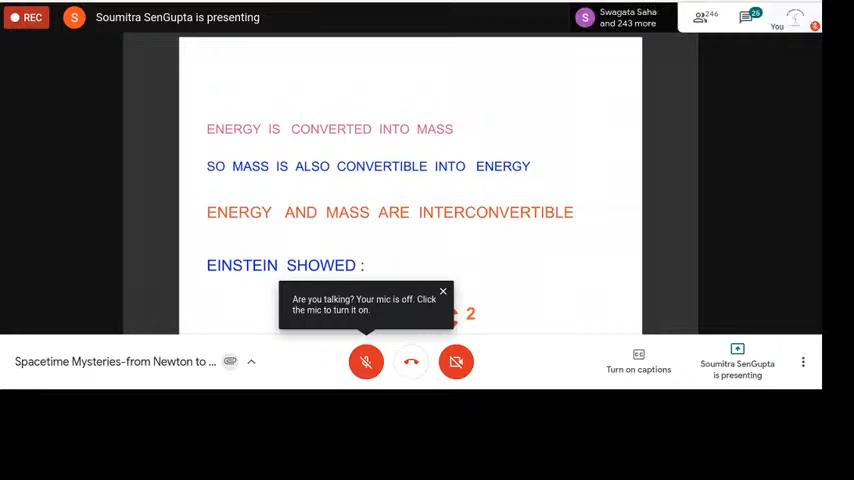 REC
S
Soumitra SenGupta is presenting
S
Swagata Saha
and 243 more
246
25
You
ENERGY IS CONVERTED INTO MASS
SO MASS IS ALSO CONVERTIBLE INTO ENERGY
ENERGY AND MASS ARE INTERCONVERTIBLE
EINSTEIN SHOWED :
2
Are you talking? Your mic is off. Click
the mic to turn it on.
Spacetime Mysteries-from Newton to ...
CC
Turn on captions
Soumitra SenGupta
is presenting